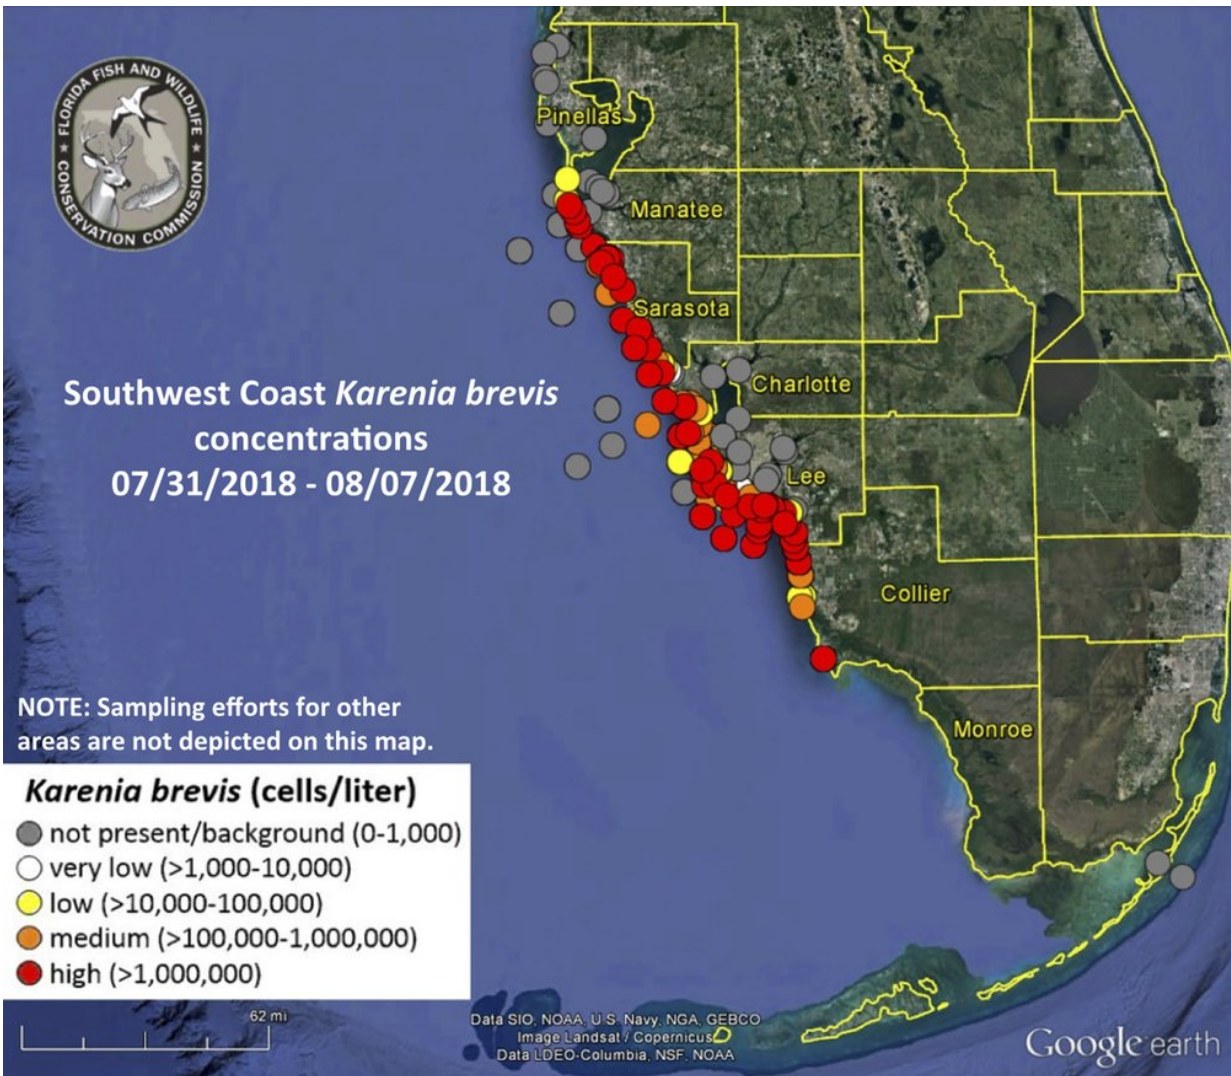 FLORIDA FISH AND WILDLIFE
CONSERVATION COMMISSION
Pinellas
Manatee
Sarasota
Charlotte
Lee
Collier
Monroe
Southwest Coast Karenia brevis
concentrations
07/31/2018 - 08/07/2018
NOTE: Sampling efforts for other
areas are not depicted on this map.
Karenia brevis (cells/liter)
not present/background (0-1,000)
very low (>1,000-10,000)
low (>10,000-100,000)
medium (>100,000-1,000,000)
high (>1,000,000)
62 mi
Data SIO, NOAA, U.S. Navy, NGA, GEBCO
Image Landsat / Copernicus
Data LDEO-Columbia, NSF, NOAA
Google earth